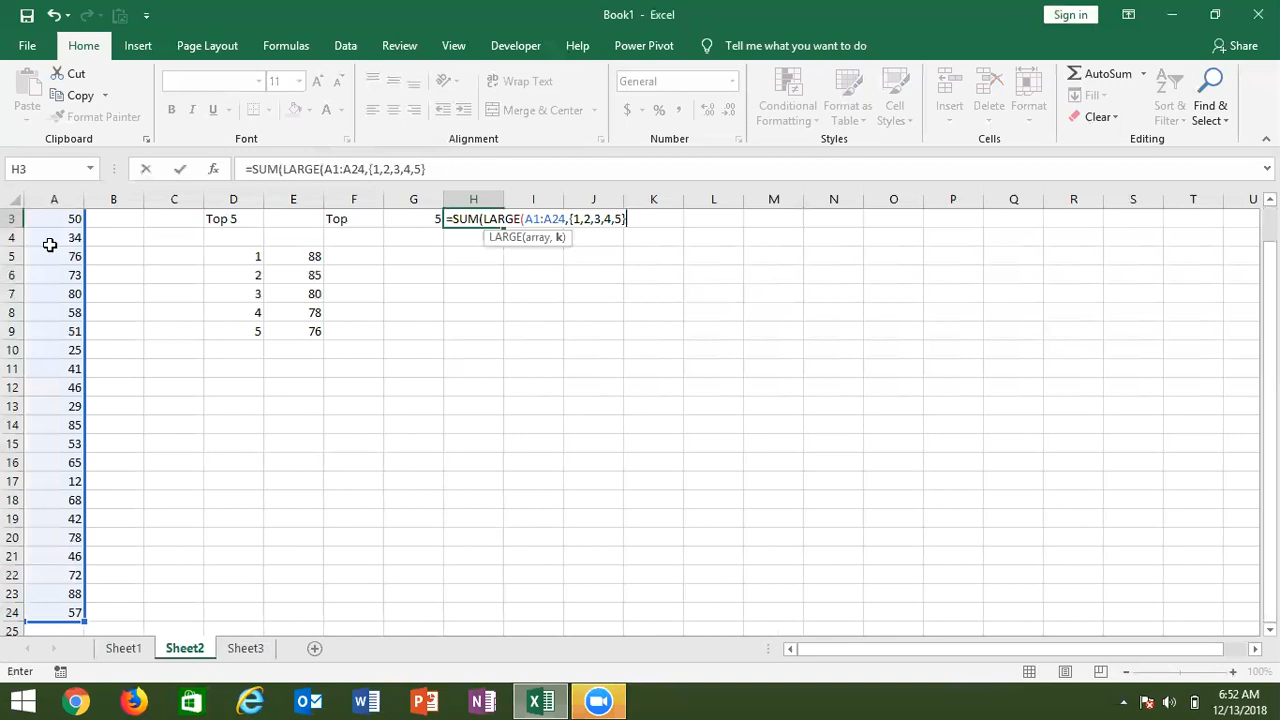 Book1 - Excel
Sign in
File Home Insert Page Layout Formulas Data Review View Developer Help Power Pivot Tell me what you want to do Share
Paste Cut Copy Format Painter Clipboard
11 B I U Font
Wrap Text Merge & Center Alignment
General $ % , Number
Conditional Formatting Format as Table Cell Styles Styles
Insert Delete Format Cells
AutoSum Fill Clear Sort & Filter Find & Select Editing
H3 fx =SUM(LARGE(A1:A24,{1,2,3,4,5}
A B C D E F G H I J K L M N O P Q R S T U
3 50 Top 5 Top 5 =SUM(LARGE(A1:A24,{1,2,3,4,5}
4 34 LARGE(array, k)
5 76 1 88
6 73 2 85
7 80 3 80
8 58 4 78
9 51 5 76
10 25
11 41
12 46
13 29
14 85
15 53
16 65
17 12
18 68
19 42
20 78
21 46
22 72
23 88
24 57
25
Sheet1 Sheet2 Sheet3
Enter 100%
6:52 AM
12/13/2018